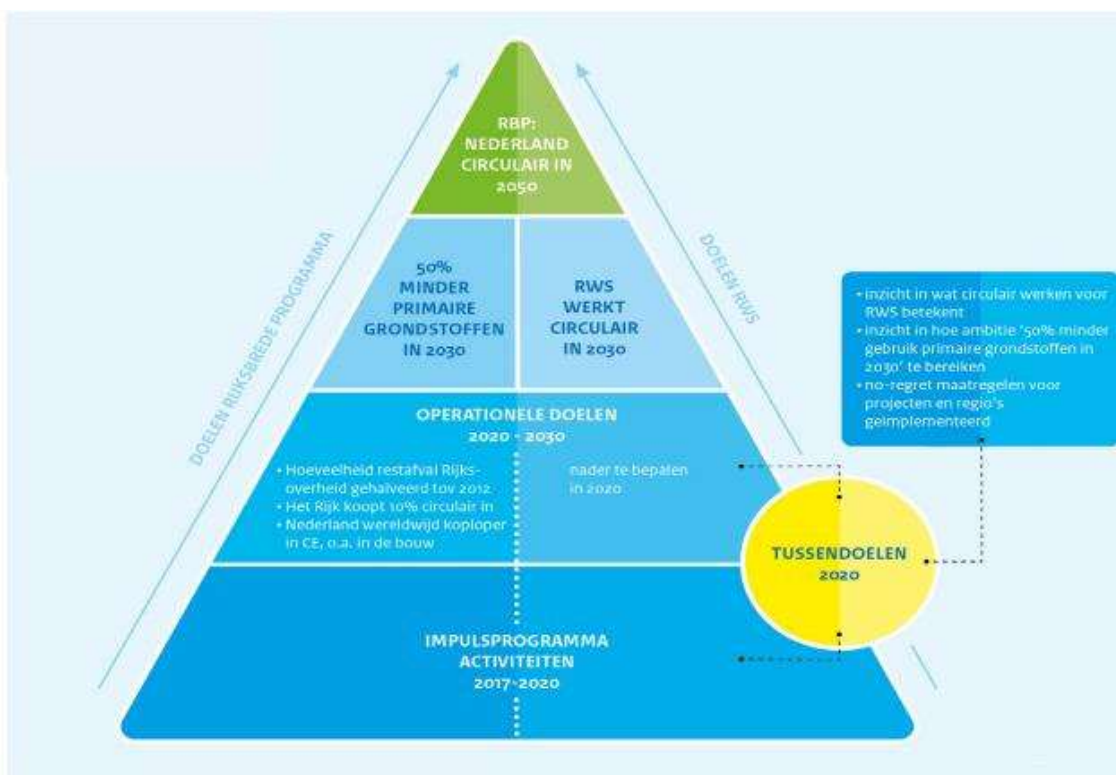 RBP:
NEDERLAND
CIRCULAIR IN
2050
DOELEN RIJKSBREDE PROGRAMMA
DOELEN RWS
50%
MINDER
PRIMAIRE
GRONDSTOFFEN
IN 2030
RWS
WERKT
CIRCULAIR
IN 2030
• inzicht in wat circulair werken voor
RWS betekent
• inzicht in hoe ambitie '50% minder
gebruik primaire grondstoffen in
2030' te bereiken
• no-regret maatregelen voor
projecten en regio's
geimplementeerd
OPERATIONELE DOELEN
2020 - 2030
• Hoeveelheid restafval Rijks-
overheid gehalveerd tov 2012
• Het Rijk koopt 10% circulair in
• Nederland wereldwijd koploper
in CE, o.a. in de bouw
nader te bepalen
in 2020
TUSSENDOELEN
2020
IMPULSPROGRAMMA
ACTIVITEITEN
2017-2020